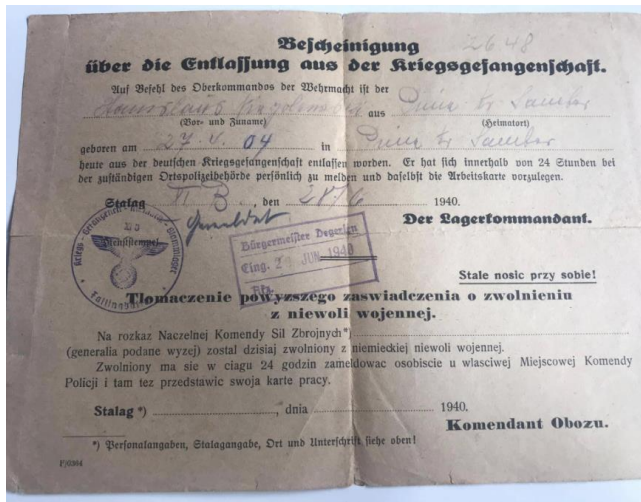 Bescheinigung
2648
über die Entlassung aus der Kriegsgefangenschaft.
Auf Befehl des Oberkommandos der Wehrmacht ist der
Stanislaus aus
(Vor- und Zuname) (Heimatort)
geboren am 27. V. 04 in
heute aus der deutschen Kriegsgefangenschaft entlassen worden. Er hat sich innerhalb von 24 Stunden bei
der zuständigen Ortspolizeibehörde persönlich zu melden und daselbst die Arbeitskarte vorzulegen.
Stalag XI B, den 28/6 1940.
Gemeldet
Der Lagerkommandant.
Bürgermeister Degersen
Eing. JUN. 1940
Stale nosic przy sobie!
Tlomaczenie powyzszego zaswiadczenia o zwolnieniu
z niewoli wojennej.
Na rozkaz Naczelnej Komendy Sil Zbrojnych*)
(generalia podane wyzej) zostal dzisiaj zwolniony z niemieckiej niewoli wojennej.
Zwolniony ma sie w ciagu 24 godzin zameldowac osobiscie u wlasciwej Miejscowej Komendy
Policji i tam tez przedstawic swoja karte pracy.
Stalag *) , dnia 1940.
Komendant Obozu.
*) Personalangaben, Stalagangabe, Ort und Unterschrift siehe oben!